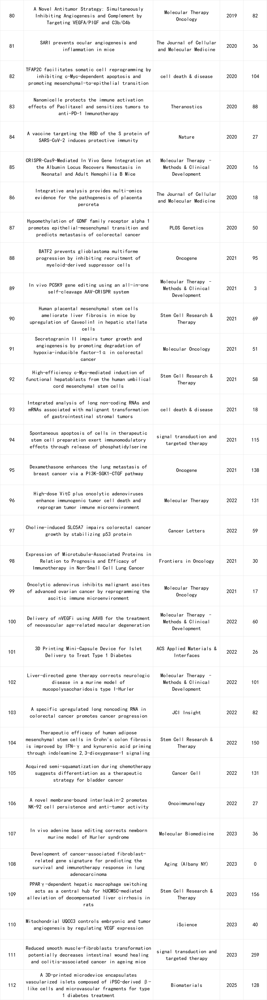 80
A Novel Antitumor Strategy: Simultaneously
Inhibiting Angiogenesis and Complement by
Targeting VEGFA/PIGF and C3b/C4b
Molecular Therapy
Oncology
2019
82
81
SARI prevents ocular angiogenesis and
inflammation in mice
The Journal of Cellular
and Molecular Medicine
2020
36
82
TFAP2C facilitates somatic cell reprogramming by
inhibiting c-Myc-dependent apoptosis and
promoting mesenchymal-to-epithelial transition
cell death & disease
2020
104
83
Nanomicelle protects the immune activation
effects of Paclitaxel and sensitizes tumors to
anti-PD-1 Immunotherapy
Theranostics
2020
88
84
A vaccine targeting the RBD of the S protein of
SARS-CoV-2 induces protective immunity
Nature
2020
27
85
CRISPR-Cas9-Mediated In Vivo Gene Integration at
the Albumin Locus Recovers Hemostasis in
Neonatal and Adult Hemophilia B Mice
Molecular Therapy -
Methods & Clinical
Development
2020
16
86
Integrative analysis provides multi-omics
evidence for the pathogenesis of placenta
percreta
The Journal of Cellular
and Molecular Medicine
2020
18
87
Hypomethylation of GDNF family receptor alpha 1
promotes epithelial-mesenchymal transition and
predicts metastasis of colorectal cancer
PLOS Genetics
2020
50
88
BATF2 prevents glioblastoma multiforme
progression by inhibiting recruitment of
myeloid-derived suppressor cells
Oncogene
2021
95
89
In vivo PCSK9 gene editing using an all-in-one
self-cleavage AAV-CRISPR system
Molecular Therapy -
Methods & Clinical
Development
2021
3
90
Human placental mesenchymal stem cells
ameliorate liver fibrosis in mice by
upregulation of Caveolin1 in hepatic stellate
cells
Stem Cell Research &
Therapy
2021
69
91
Secretogranin II impairs tumor growth and
angiogenesis by promoting degradation of
hypoxia-inducible factor-1α in colorectal
cancer
Molecular Oncology
2021
51
92
High-efficiency c-Myc-mediated induction of
functional hepatoblasts from the human umbilical
cord mesenchymal stem cells
Stem Cell Research &
Therapy
2021
58
93
Integrated analysis of long non-coding RNAs and
mRNAs associated with malignant transformation
of gastrointestinal stromal tumors
cell death & disease
2021
18
94
Spontaneous apoptosis of cells in therapeutic
stem cell preparation exert immunomodulatory
effects through release of phosphatidylserine
signal transduction and
targeted therapy
2021
115
95
Dexamethasone enhances the lung metastasis of
breast cancer via a PI3K-SGK1-CTGF pathway
Oncogene
2021
138
96
High-dose VitC plus oncolytic adenoviruses
enhance immunogenic tumor cell death and
reprogram tumor immune microenvironment
Molecular Therapy
2022
131
97
Choline-induced SLC5A7 impairs colorectal cancer
growth by stabilizing p53 protein
Cancer Letters
2022
59
98
Expression of Microtubule-Associated Proteins in
Relation to Prognosis and Efficacy of
Immunotherapy in Non-Small Cell Lung Cancer
Frontiers in Oncology
2021
30
99
Oncolytic adenovirus inhibits malignant ascites
of advanced ovarian cancer by reprogramming the
ascitic immune microenvironment
Molecular Therapy
Oncology
2021
17
100
Delivery of nVEGFi using AAV8 for the treatment
of neovascular age-related macular degeneration
Molecular Therapy -
Methods & Clinical
Development
2022
60
101
3D Printing Mini-Capsule Device for Islet
Delivery to Treat Type 1 Diabetes
ACS Applied Materials &
Interfaces
2022
26
102
Liver-directed gene therapy corrects neurologic
disease in a murine model of
mucopolysaccharidosis type I-Hurler
Molecular Therapy -
Methods & Clinical
Development
2022
101
103
A specific upregulated long noncoding RNA in
colorectal cancer promotes cancer progression
JCI Insight
2022
82
104
Therapeutic efficacy of human adipose
mesenchymal stem cells in Crohn's colon fibrosis
is improved by IFN-γ and kynurenic acid priming
through indoleamine 2,3-dioxygenase-1 signaling
Stem Cell Research &
Therapy
2022
150
105
Acquired semi-squamatization during chemotherapy
suggests differentiation as a therapeutic
strategy for bladder cancer
Cancer Cell
2022
131
106
A novel membrane-bound interleukin-2 promotes
NK-92 cell persistence and anti-tumor activity
Oncoimmunology
2022
27
107
In vivo adenine base editing corrects newborn
murine model of Hurler syndrome
Molecular Biomedicine
2023
36
108
Development of cancer-associated fibroblast-
related gene signature for predicting the
survival and immunotherapy response in lung
adenocarcinoma
Aging (Albany NY)
2023
0
109
PPARγ-dependent hepatic macrophage switching
acts as a central hub for hUCMSC-mediated
alleviation of decompensated liver cirrhosis in
rats
Stem Cell Research &
Therapy
2023
156
110
Mitochondrial UQCC3 controls embryonic and tumor
angiogenesis by regulating VEGF expression
iScience
2023
40
111
Reduced smooth muscle-fibroblasts transformation
potentially decreases intestinal wound healing
and colitis-associated cancer in ageing mice
signal transduction and
targeted therapy
2023
259
112
A 3D-printed microdevice encapsulates
vascularized islets composed of iPSC-derived β-
like cells and microvascular fragments for type
1 diabetes treatment
Biomaterials
2025
128